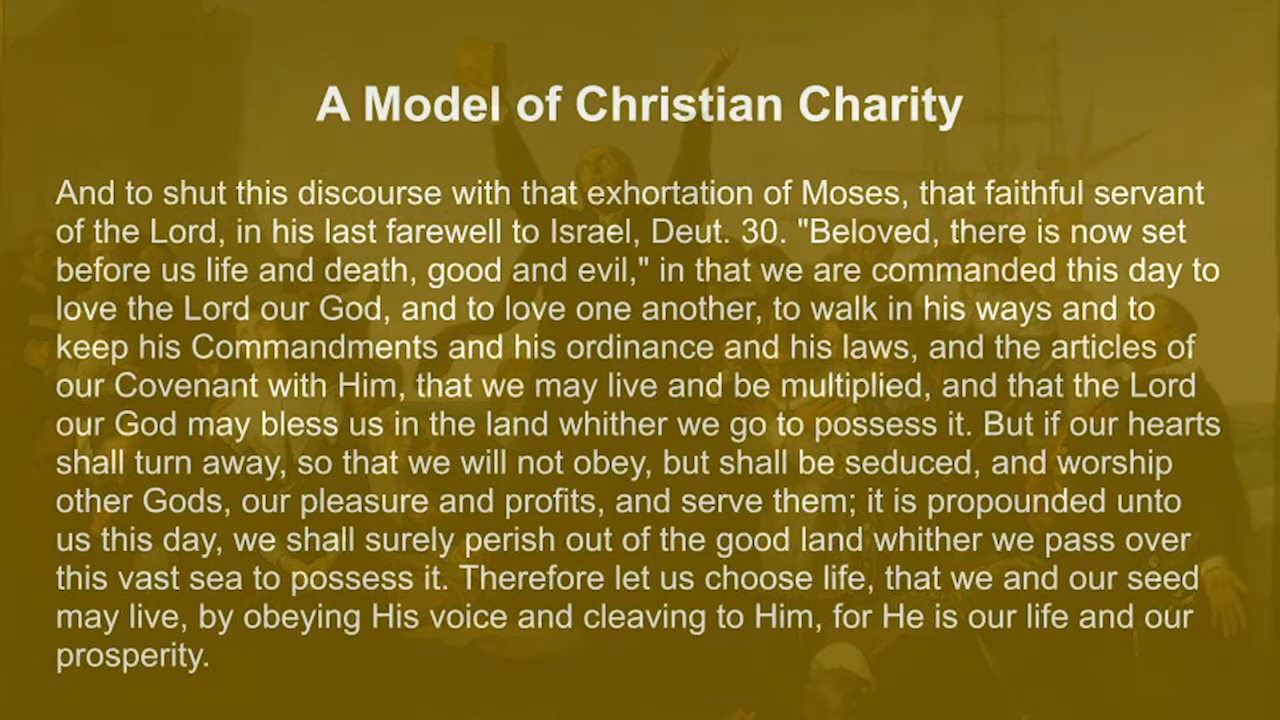 A Model of Christian Charity
And to shut this discourse with that exhortation of Moses, that faithful servant
of the Lord, in his last farewell to Israel, Deut. 30. "Beloved, there is now set
before us life and death, good and evil," in that we are commanded this day to
love the Lord our God, and to love one another, to walk in his ways and to
keep his Commandments and his ordinance and his laws, and the articles of
our Covenant with Him, that we may live and be multiplied, and that the Lord
our God may bless us in the land whither we go to possess it. But if our hearts
shall turn away, so that we will not obey, but shall be seduced, and worship
other Gods, our pleasure and profits, and serve them; it is propounded unto
us this day, we shall surely perish out of the good land whither we pass over
this vast sea to possess it. Therefore let us choose life, that we and our seed
may live, by obeying His voice and cleaving to Him, for He is our life and our
prosperity.